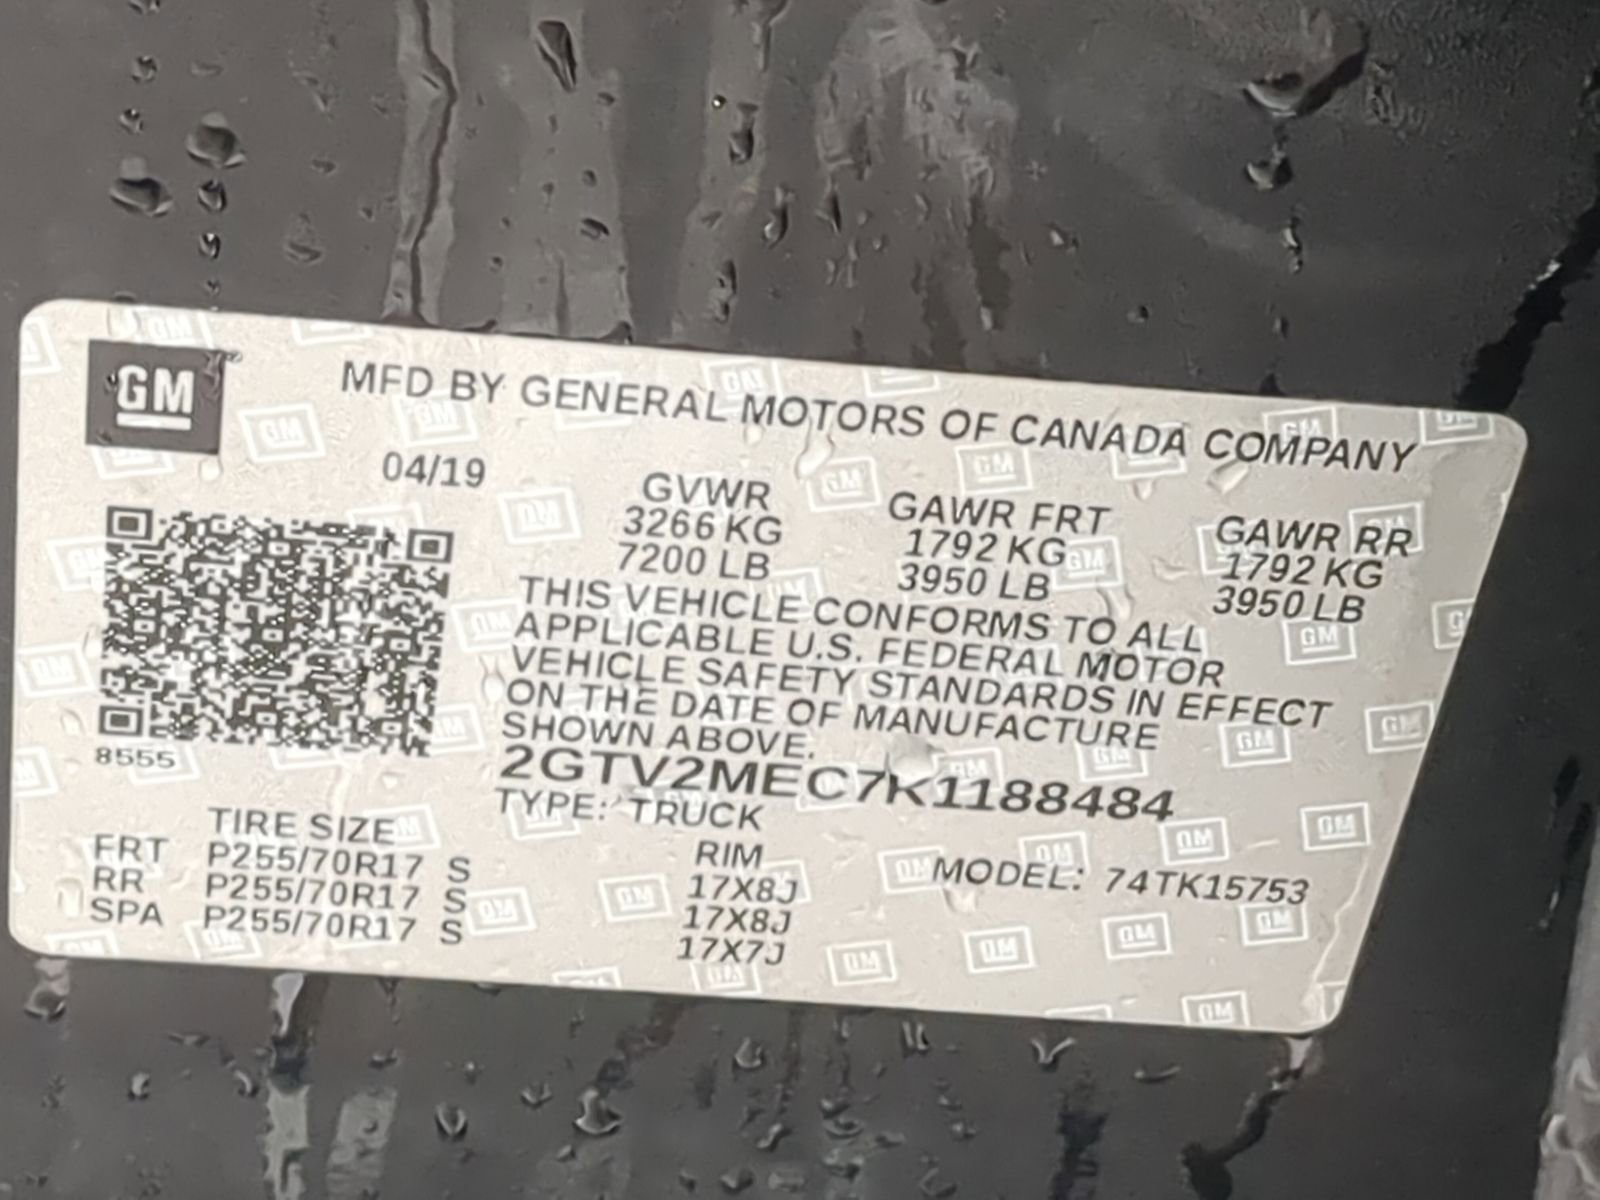 GM
MFD BY GENERAL MOTORS OF CANADA COMPANY
04/19
GVWR GAWR FRT GAWR RR
3266 KG 1792 KG 1792 KG
7200 LB 3950 LB 3950 LB
THIS VEHICLE CONFORMS TO ALL
APPLICABLE U.S. FEDERAL MOTOR
VEHICLE SAFETY STANDARDS IN EFFECT
ON THE DATE OF MANUFACTURE
SHOWN ABOVE.
8555
2GTV2MEC7K1188484
TYPE: TRUCK
TIRE SIZE RIM MODEL: 74TK15753
FRT P255/70R17 S 17X8J
RR P255/70R17 S 17X8J
SPA P255/70R17 S 17X7J